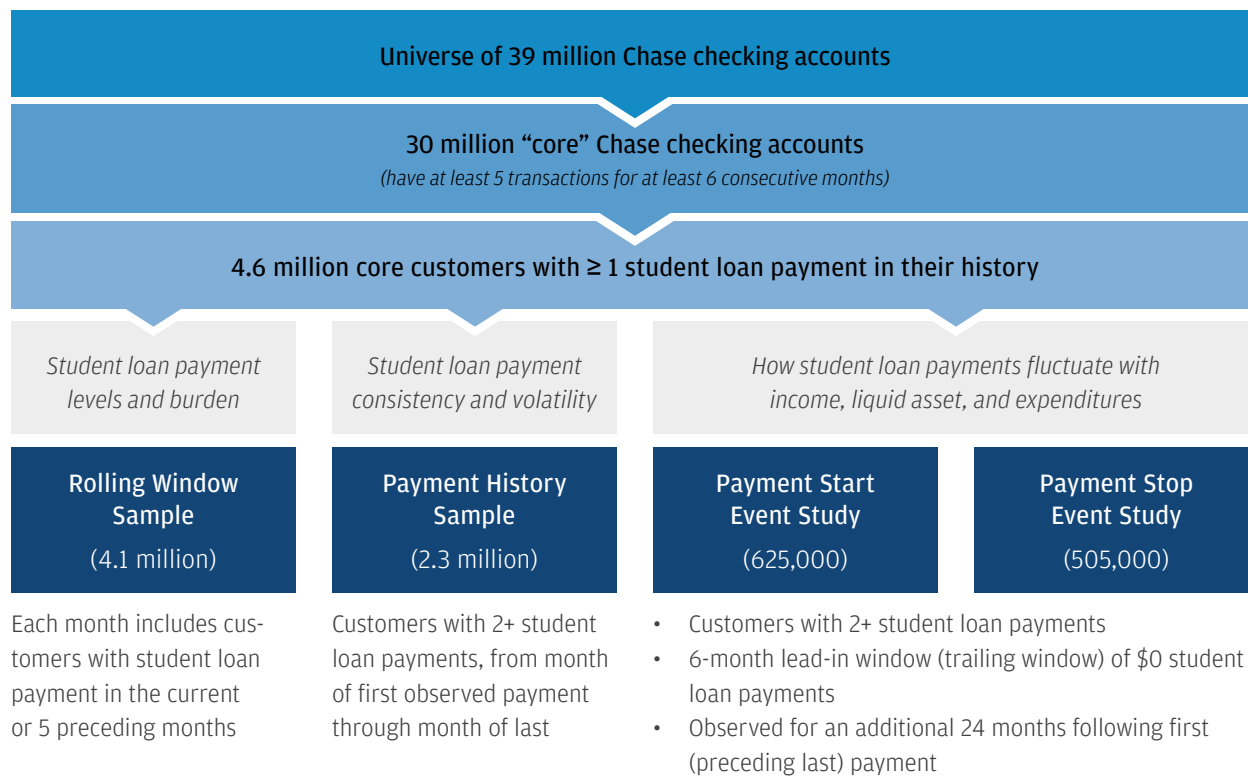 Universe of 39 million Chase checking accounts
30 million “core” Chase checking accounts
(have at least 5 transactions for at least 6 consecutive months)
4.6 million core customers with ≥ 1 student loan payment in their history
Student loan payment
levels and burden
Student loan payment
consistency and volatility
How student loan payments fluctuate with
income, liquid asset, and expenditures
Rolling Window
Sample
(4.1 million)
Payment History
Sample
(2.3 million)
Payment Start
Event Study
(625,000)
Payment Stop
Event Study
(505,000)
Each month includes cus-
tomers with student loan
payment in the current
or 5 preceding months
Customers with 2+ student
loan payments, from month
of first observed payment
through month of last
• Customers with 2+ student loan payments
• 6-month lead-in window (trailing window) of $0 student
loan payments
• Observed for an additional 24 months following first
(preceding last) payment